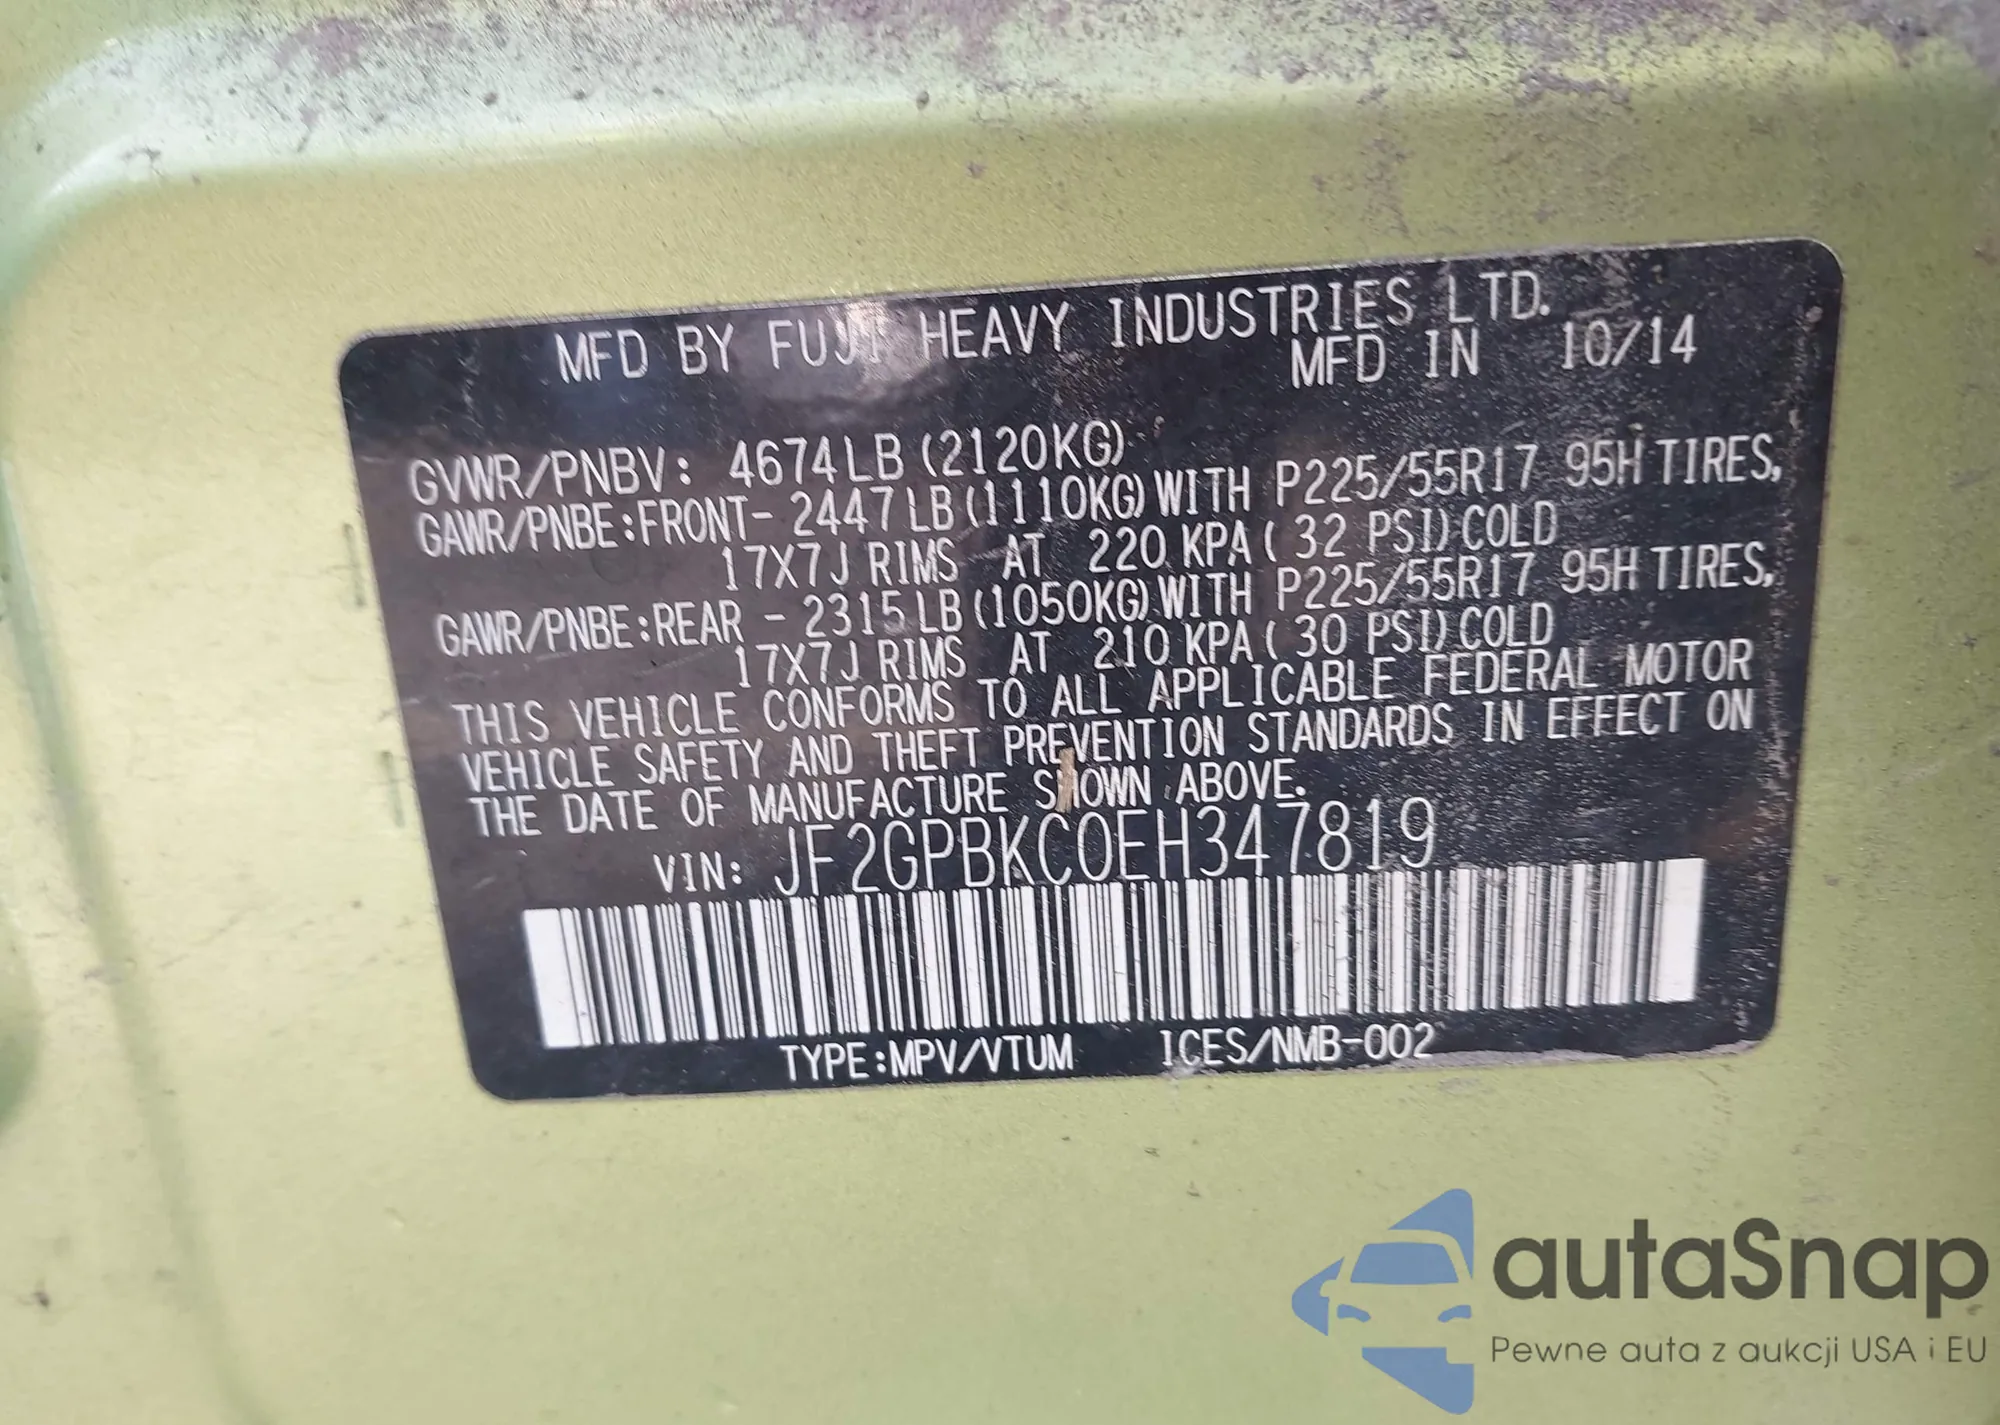 MFD BY FUJI HEAVY INDUSTRIES LTD.
MFD IN 10/14
GVWR/PNBV: 4674LB (2120KG)
GAWR/PNBE:FRONT- 2447LB(1110KG)WITH P225/55R17 95H TIRES,
17X7J RIMS AT 220 KPA( 32 PSI)COLD
GAWR/PNBE:REAR - 2315LB(1050KG)WITH P225/55R17 95H TIRES,
17X7J RIMS AT 210 KPA( 30 PSI)COLD
THIS VEHICLE CONFORMS TO ALL APPLICABLE FEDERAL MOTOR
VEHICLE SAFETY AND THEFT PREVENTION STANDARDS IN EFFECT ON
THE DATE OF MANUFACTURE SHOWN ABOVE.
VIN: JF2GPBKC0EH347819
TYPE:MPV/VTUM ICES/NMB-002
autaSnap
Pewne auta z aukcji USA i EU